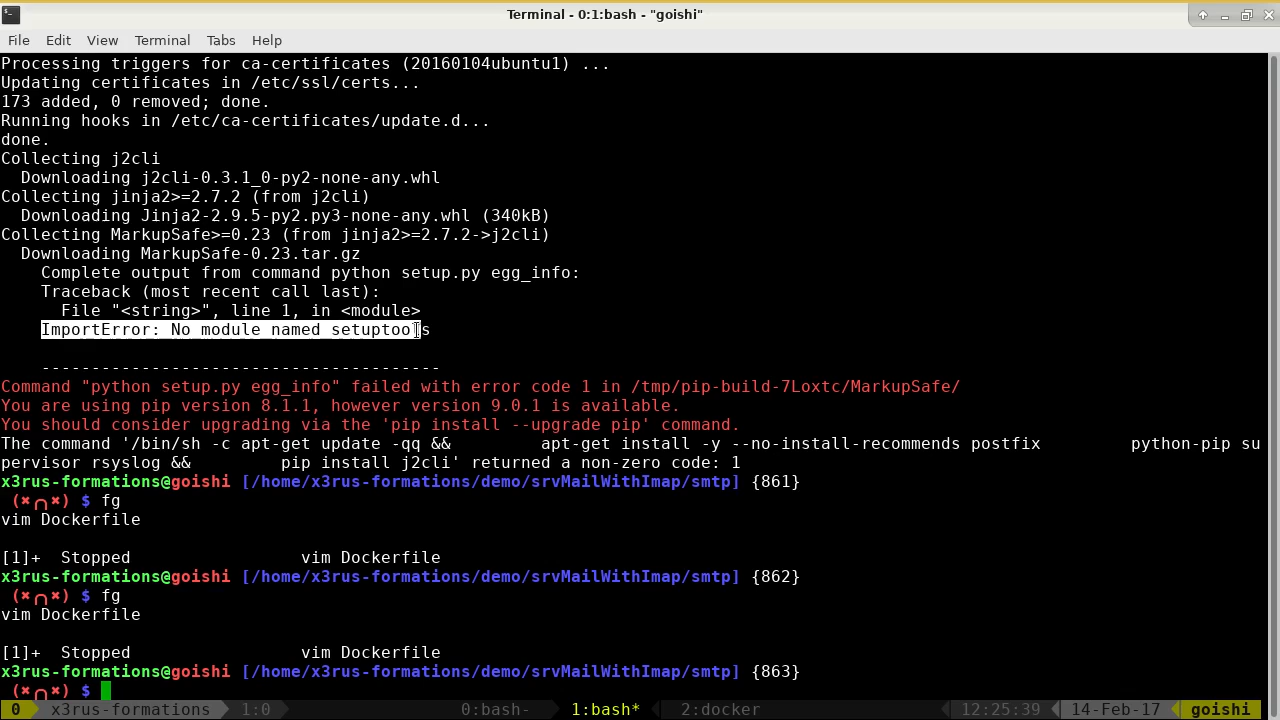 Terminal - 0:1:bash - "goishi"
File Edit View Terminal Tabs Help
Processing triggers for ca-certificates (20160104ubuntu1) ...
Updating certificates in /etc/ssl/certs...
173 added, 0 removed; done.
Running hooks in /etc/ca-certificates/update.d...
done.
Collecting j2cli
  Downloading j2cli-0.3.1_0-py2-none-any.whl
Collecting jinja2>=2.7.2 (from j2cli)
  Downloading Jinja2-2.9.5-py2.py3-none-any.whl (340kB)
Collecting MarkupSafe>=0.23 (from jinja2>=2.7.2->j2cli)
  Downloading MarkupSafe-0.23.tar.gz
    Complete output from command python setup.py egg_info:
    Traceback (most recent call last):
      File "<string>", line 1, in <module>
    ImportError: No module named setuptools
    ----------------------------------------
Command "python setup.py egg_info" failed with error code 1 in /tmp/pip-build-7Loxtc/MarkupSafe/
You are using pip version 8.1.1, however version 9.0.1 is available.
You should consider upgrading via the 'pip install --upgrade pip' command.
The command '/bin/sh -c apt-get update -qq &&         apt-get install -y --no-install-recommends postfix         python-pip su
pervisor rsyslog &&         pip install j2cli' returned a non-zero code: 1
x3rus-formations@goishi [/home/x3rus-formations/demo/srvMailWithImap/smtp] {861}
 (✖╭╮✖) $ fg
vim Dockerfile
[1]+  Stopped                 vim Dockerfile
x3rus-formations@goishi [/home/x3rus-formations/demo/srvMailWithImap/smtp] {862}
 (✖╭╮✖) $ fg
vim Dockerfile
[1]+  Stopped                 vim Dockerfile
x3rus-formations@goishi [/home/x3rus-formations/demo/srvMailWithImap/smtp] {863}
 (✖╭╮✖) $
0 x3rus-formations 1:0 0:bash- 1:bash* 2:docker 12:25:39 14-Feb-17 goishi